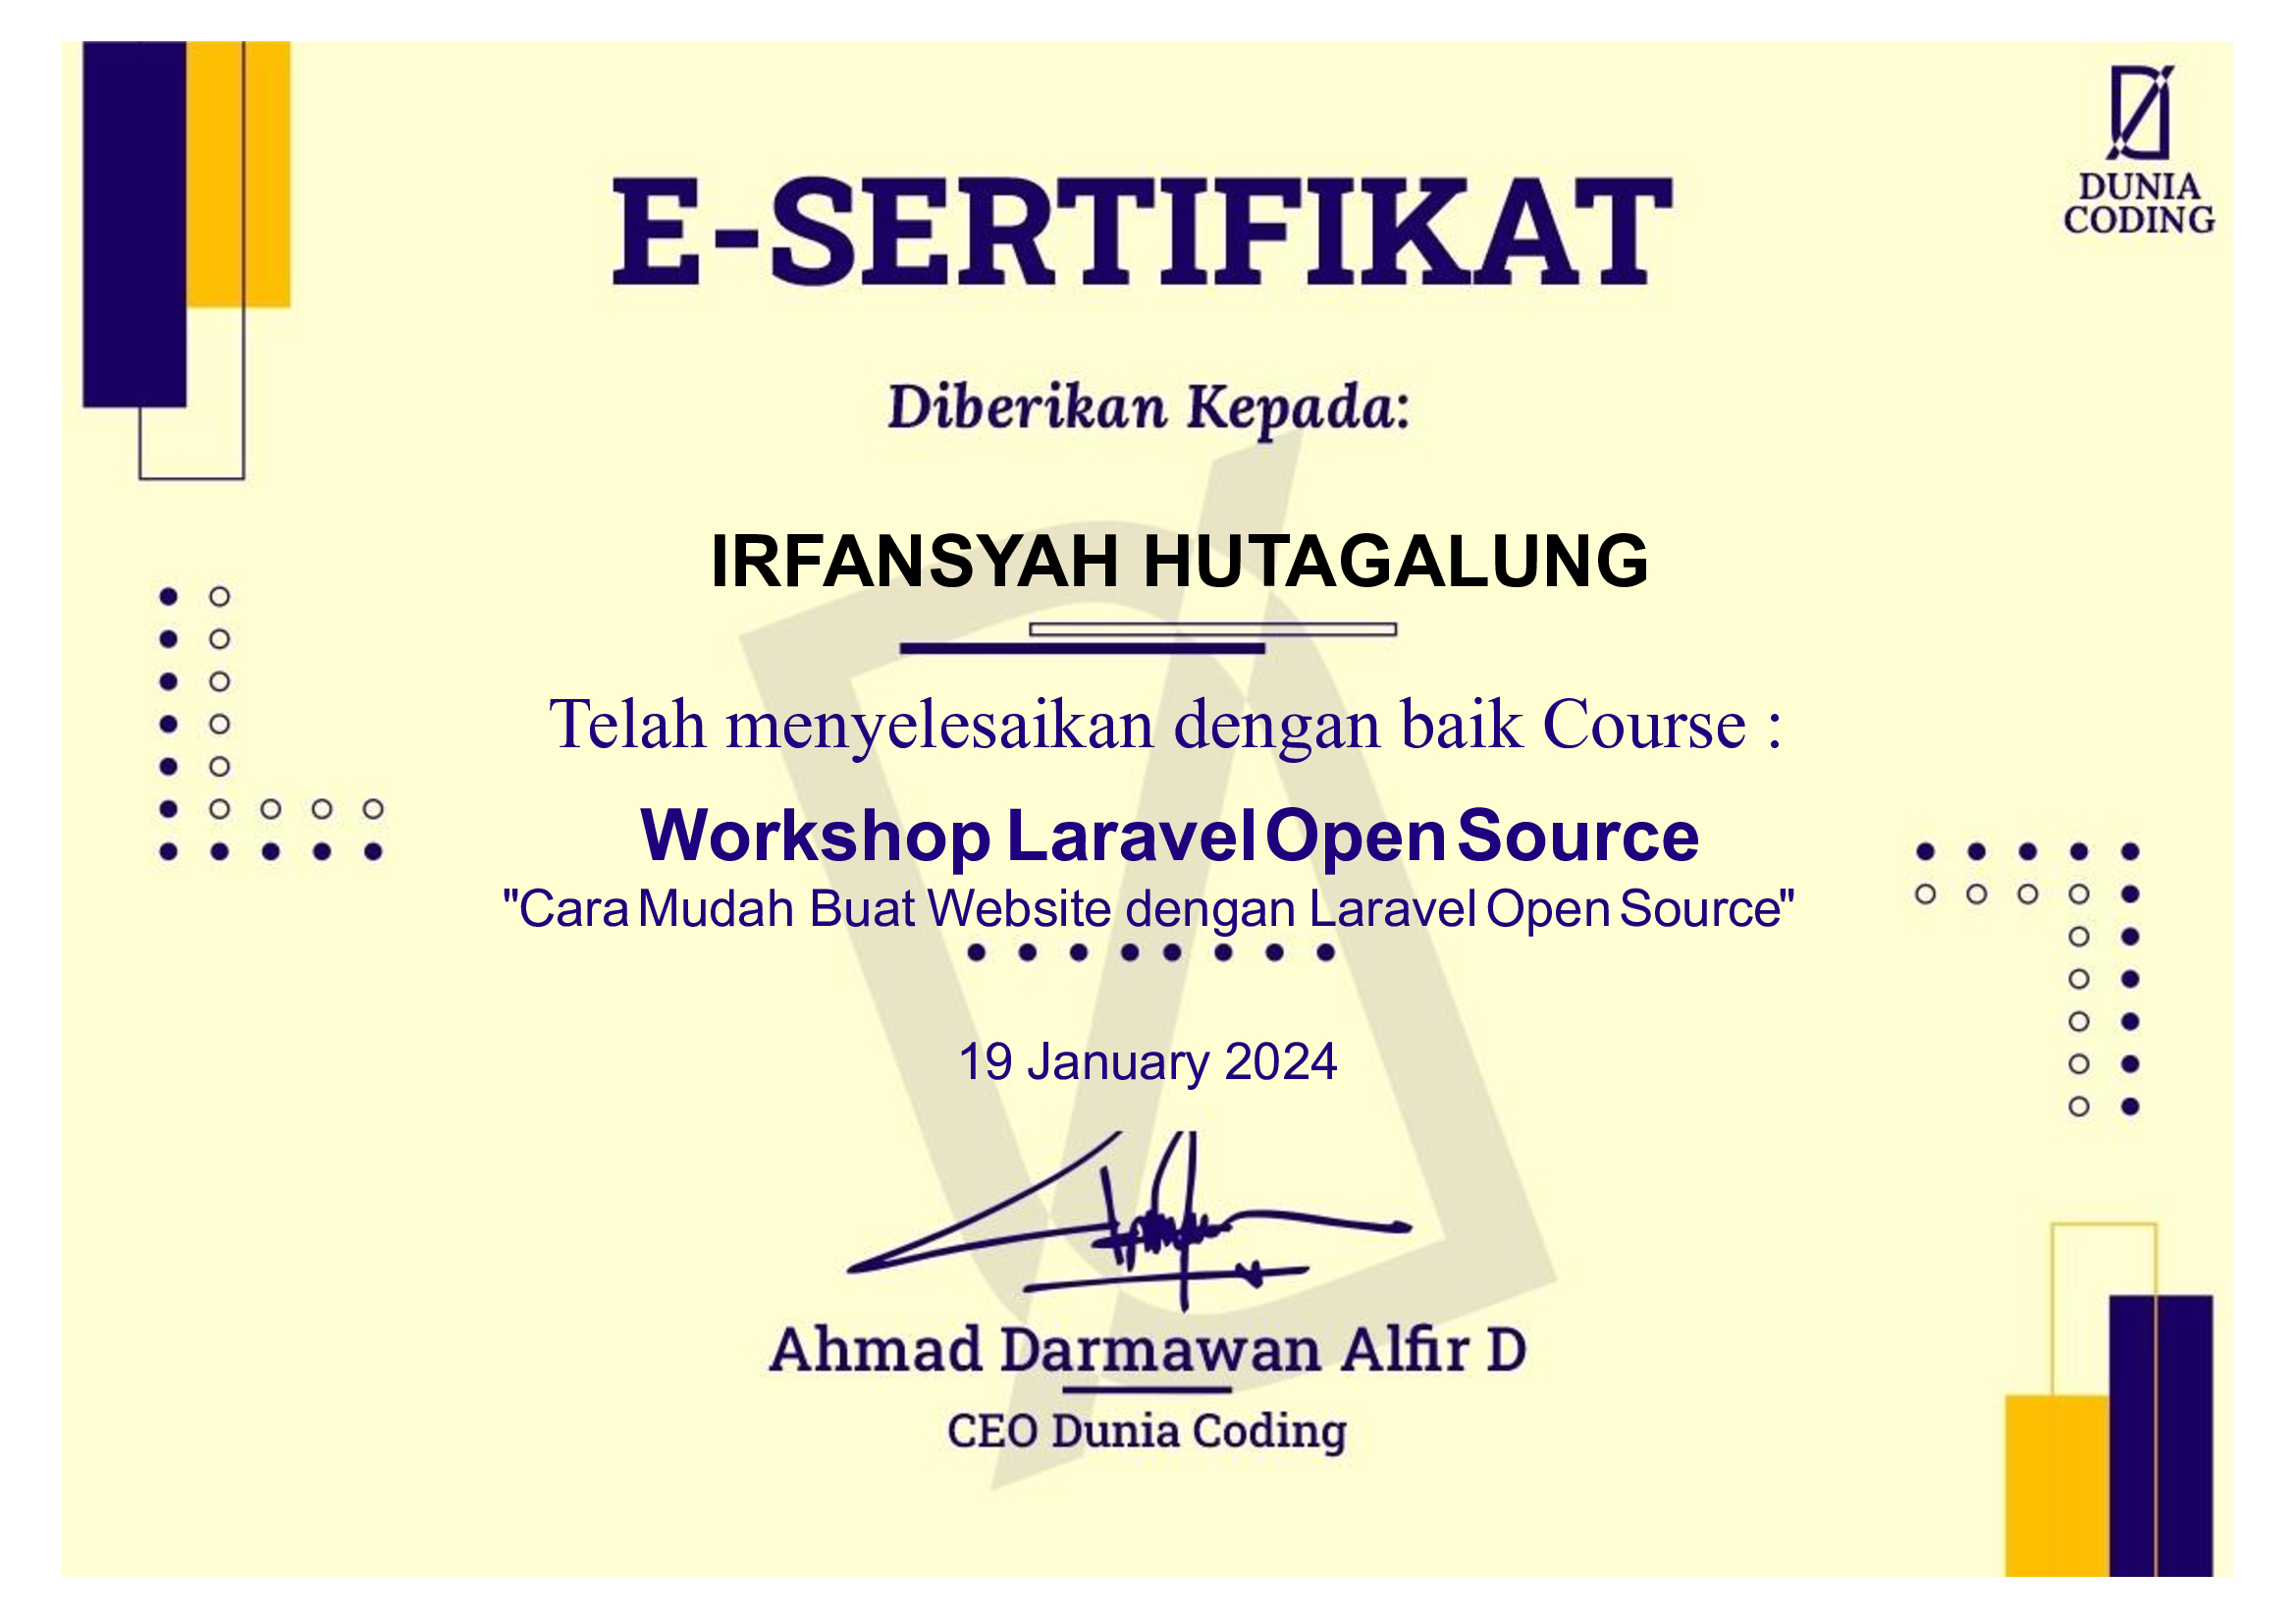 DUNIA
CODING
E-SERTIFIKAT
Diberikan Kepada:
IRFANSYAH HUTAGALUNG
Telah menyelesaikan dengan baik Course :
Workshop Laravel Open Source
"Cara Mudah Buat Website dengan Laravel Open Source"
19 January 2024
Ahmad Darmawan Alfir D
CEO Dunia Coding